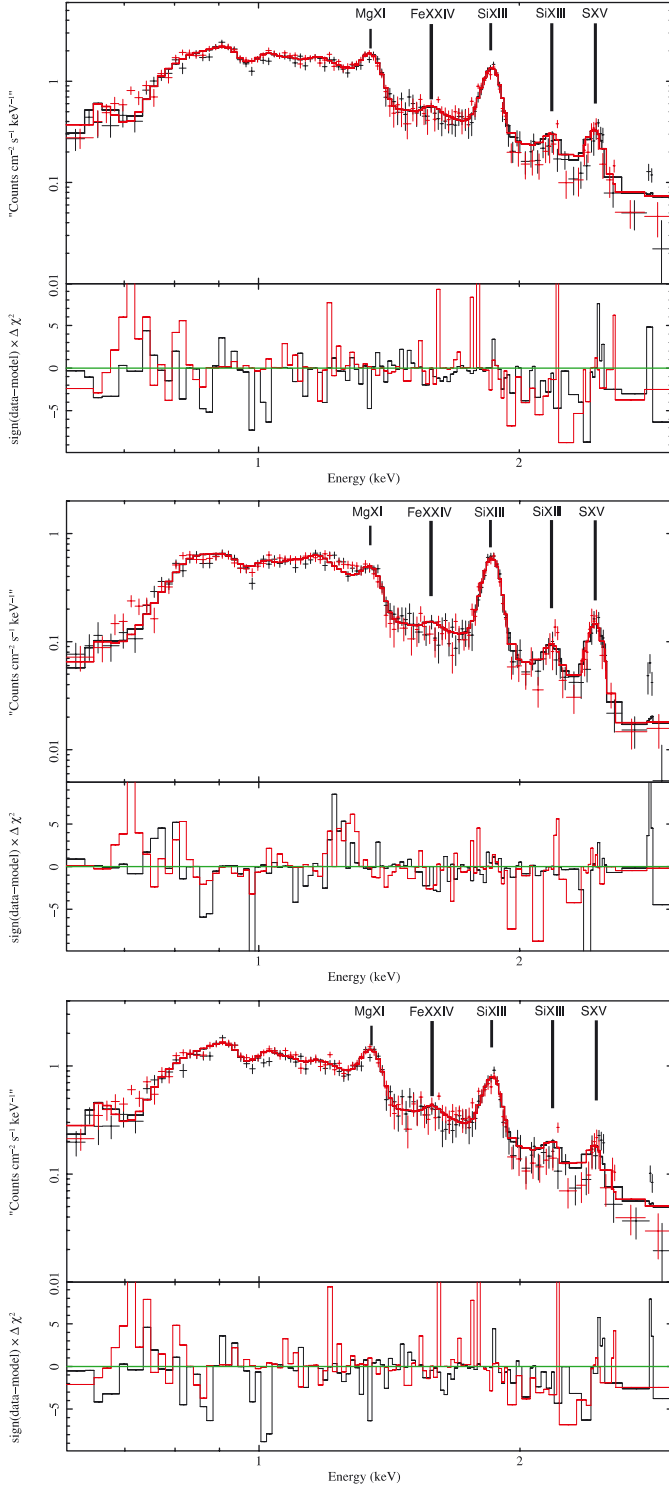 MgXI FeXXIV SiXIII SiXIII SXV
"Counts cm⁻² s⁻¹ keV⁻¹"
1
0.1
0.01
sign(data−model) × Δ χ²
5
0
−5
1 2
Energy (keV)
MgXI FeXXIV SiXIII SiXIII SXV
"Counts cm⁻² s⁻¹ keV⁻¹"
1
0.1
0.01
sign(data−model) × Δ χ²
5
0
−5
1 2
Energy (keV)
MgXI FeXXIV SiXIII SiXIII SXV
"Counts cm⁻² s⁻¹ keV⁻¹"
1
0.1
0.01
sign(data−model) × Δ χ²
5
0
−5
1 2
Energy (keV)